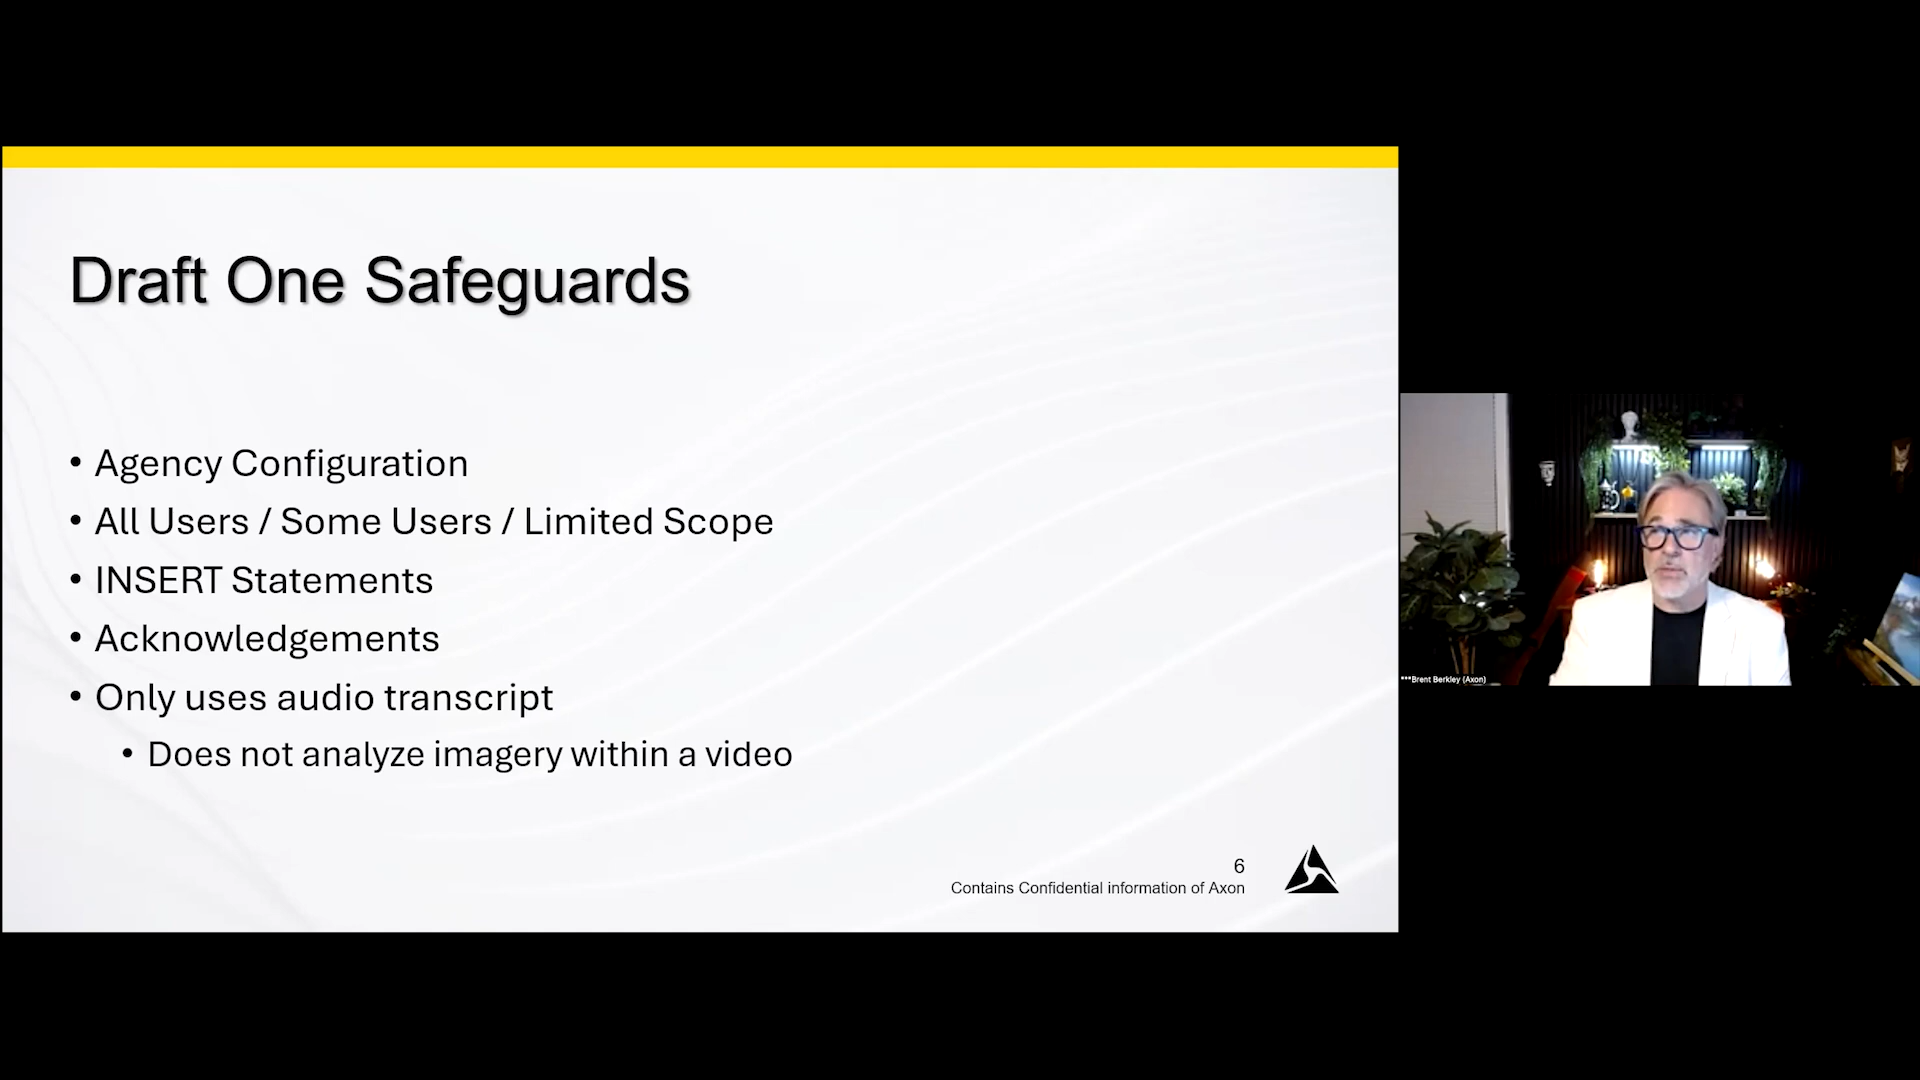 Draft One Safeguards
• Agency Configuration
• All Users / Some Users / Limited Scope
• INSERT Statements
• Acknowledgements
• Only uses audio transcript
• Does not analyze imagery within a video
6
Contains Confidential information of Axon
***Brent Berkley (Axon)